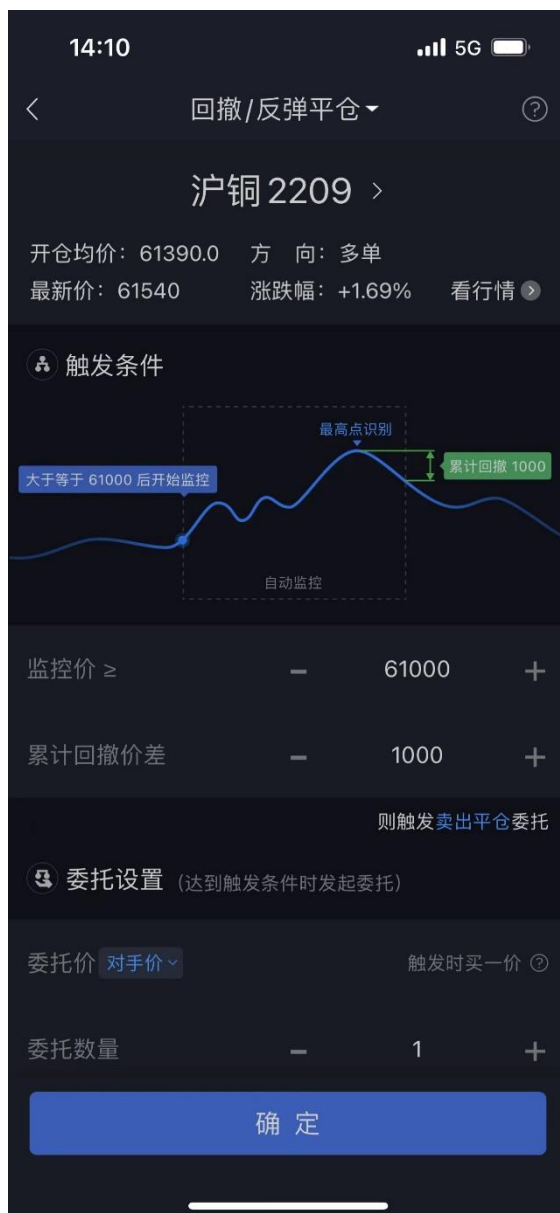 14:10 5G
回撤/反弹平仓
沪铜2209
开仓均价：61390.0 方 向：多单
最新价：61540 涨跌幅：+1.69% 看行情
触发条件
最高点识别
大于等于 61000 后开始监控
累计回撤 1000
自动监控
监控价 ≥ － 61000 ＋
累计回撤价差 － 1000 ＋
则触发卖出平仓委托
委托设置（达到触发条件时发起委托）
委托价 对手价 触发时买一价 ?
委托数量 － 1 ＋
确 定